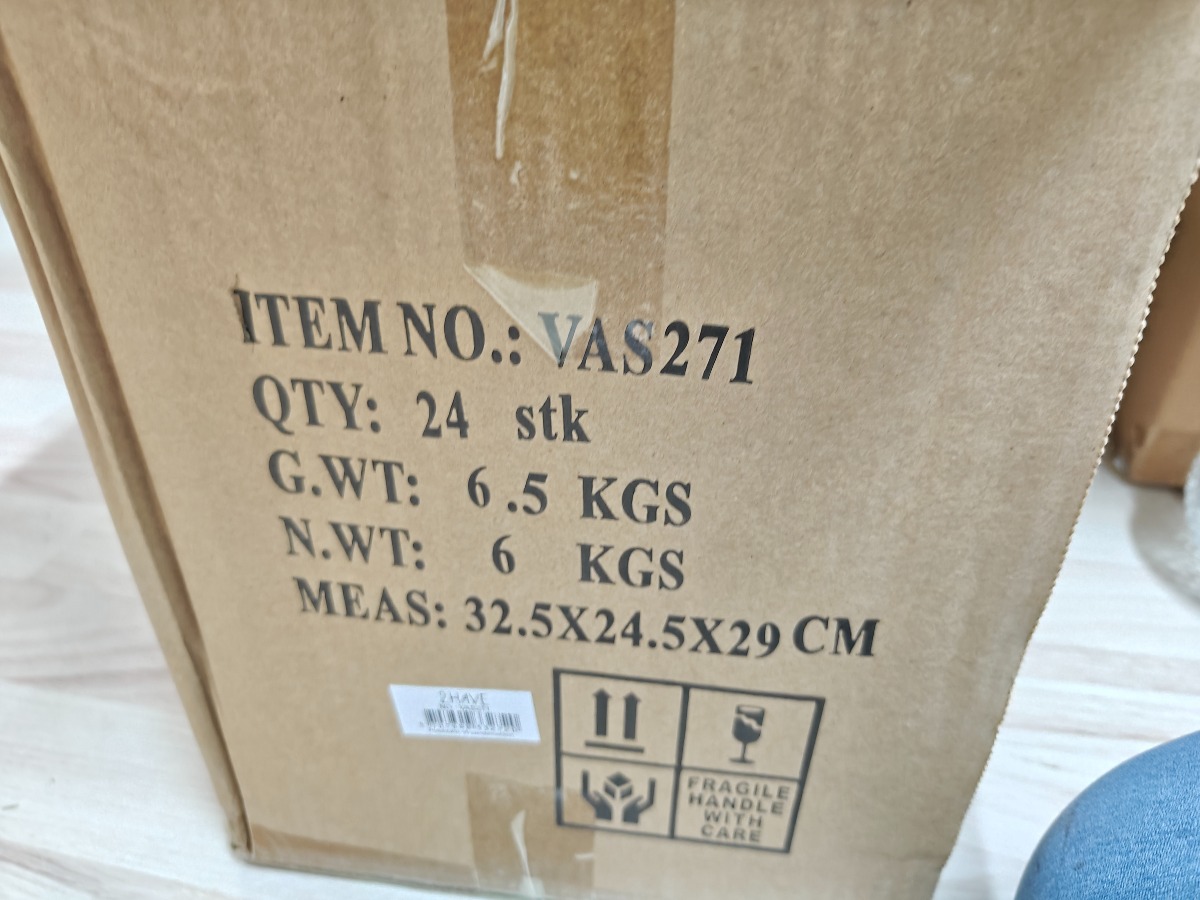 ITEM NO.: VAS271
QTY: 24 stk
G.WT: 6.5 KGS
N.WT: 6 KGS
MEAS: 32.5X24.5X29 CM
2HAVE
FRAGILE
HANDLE
WITH
CARE